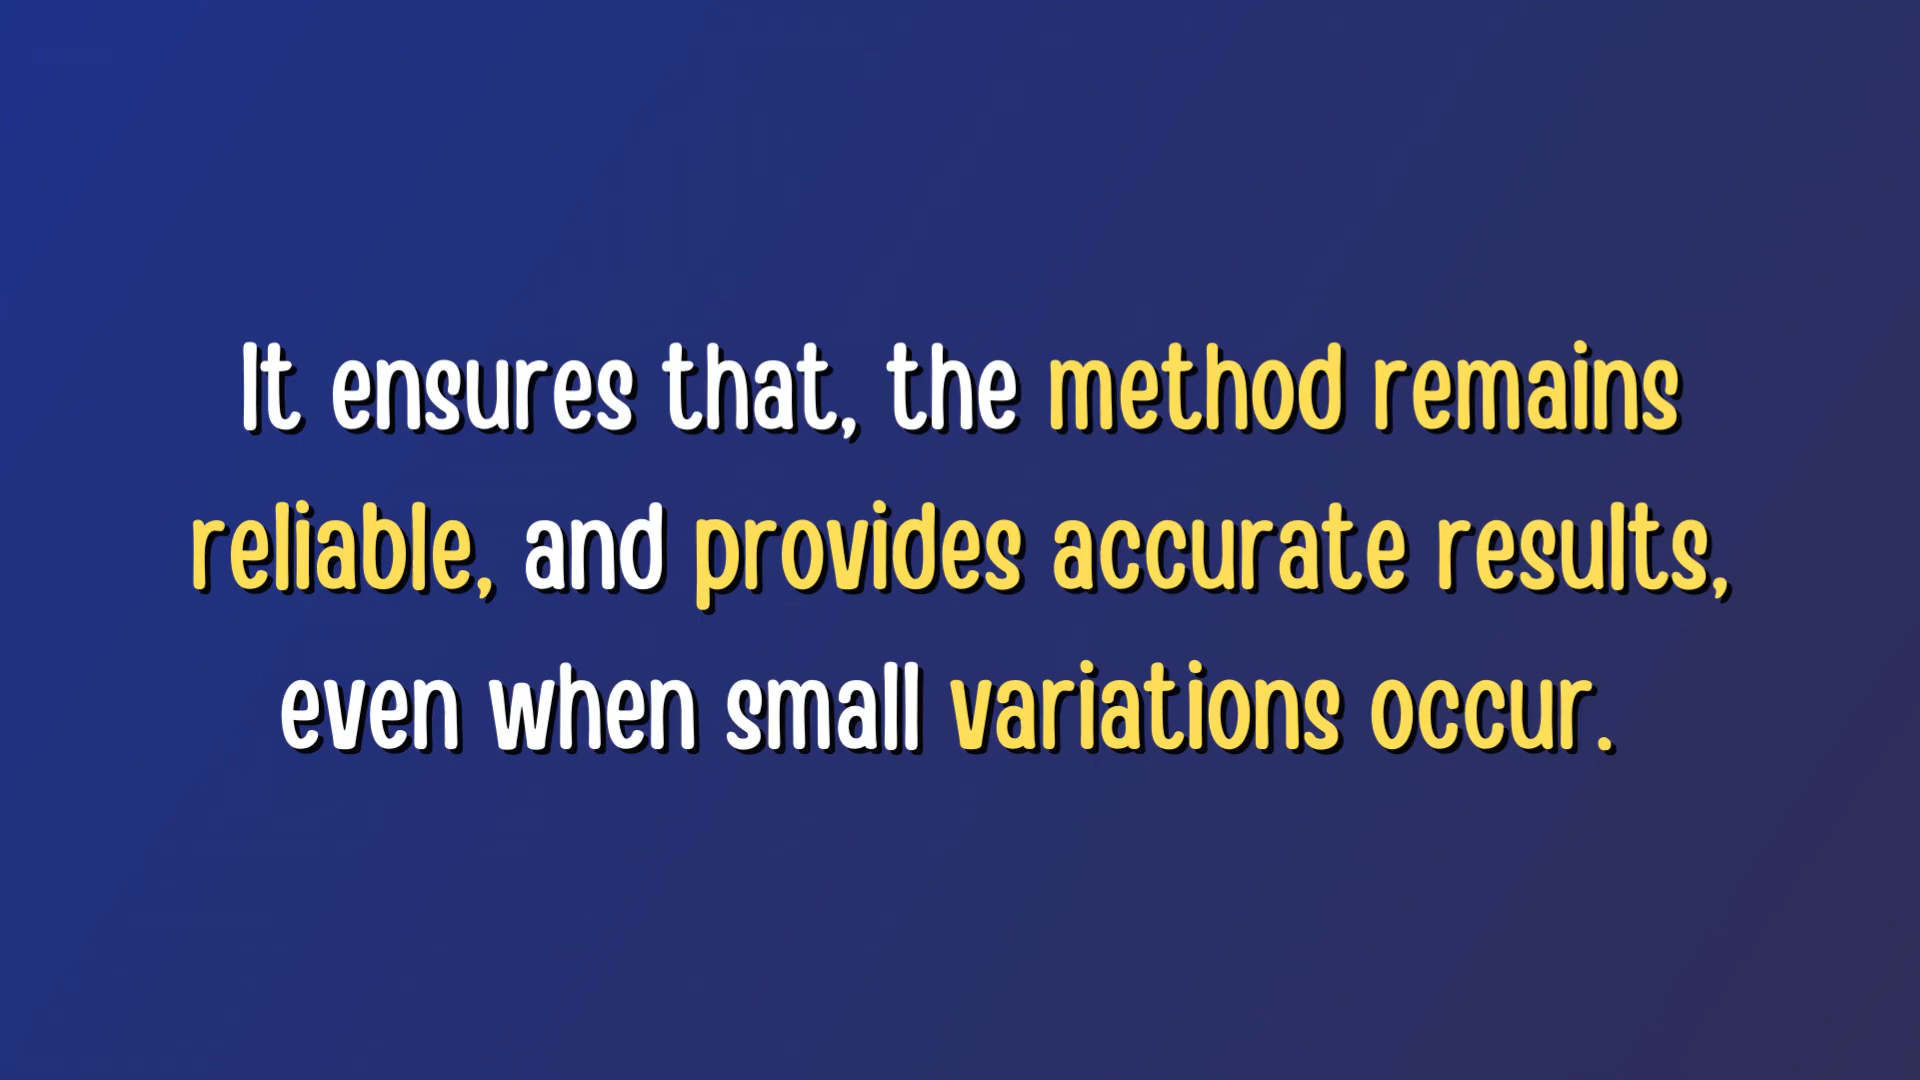 It ensures that, the method remains
reliable, and provides accurate results,
even when small variations occur.